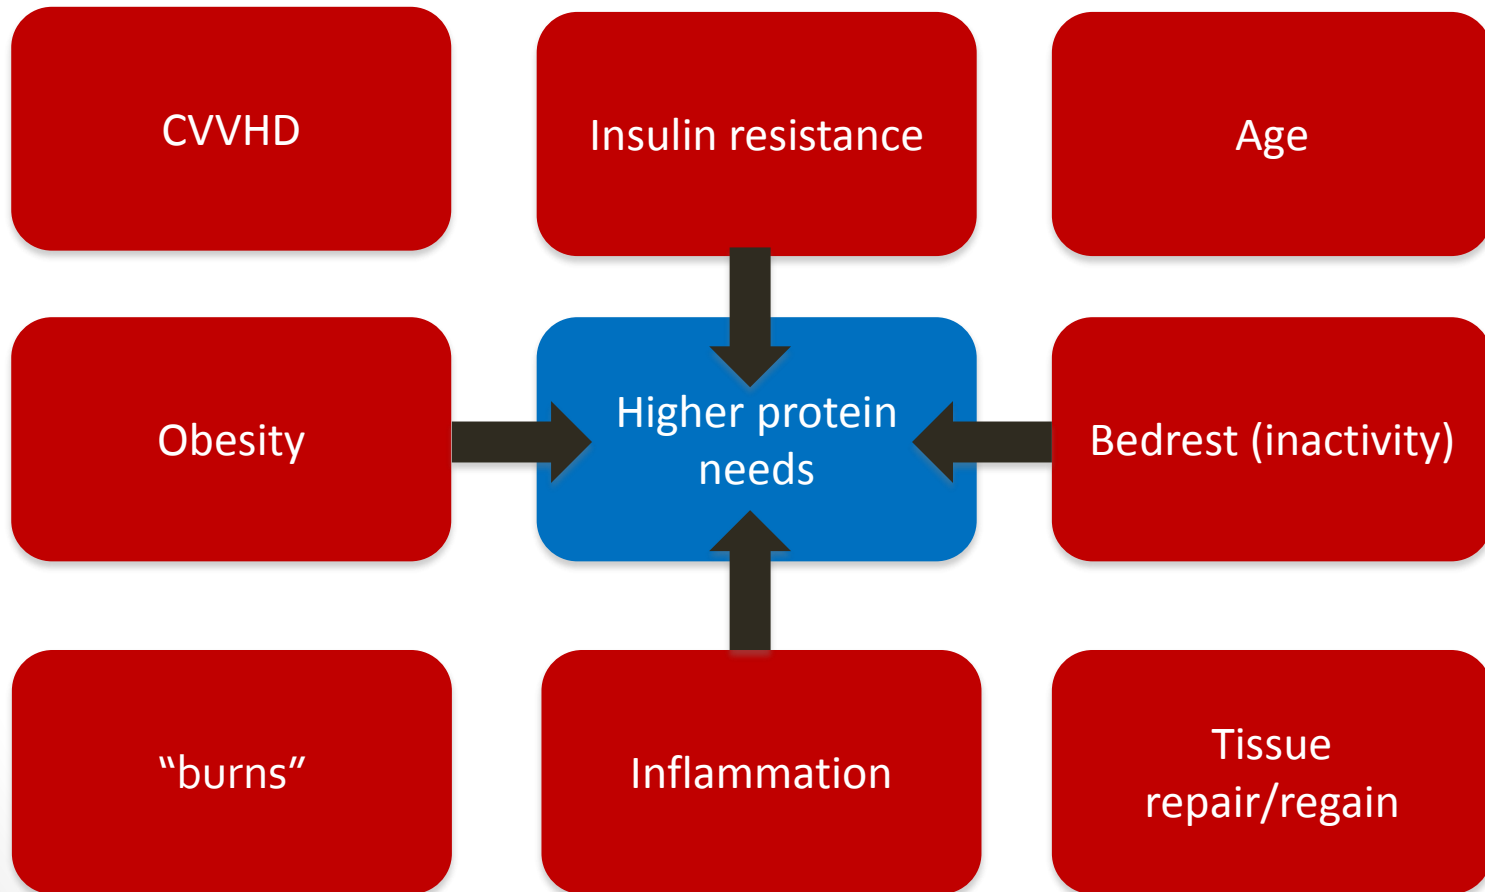 CVVHD
Insulin resistance
Age
Obesity
Higher protein
needs
Bedrest (inactivity)
“burns”
Inflammation
Tissue
repair/regain